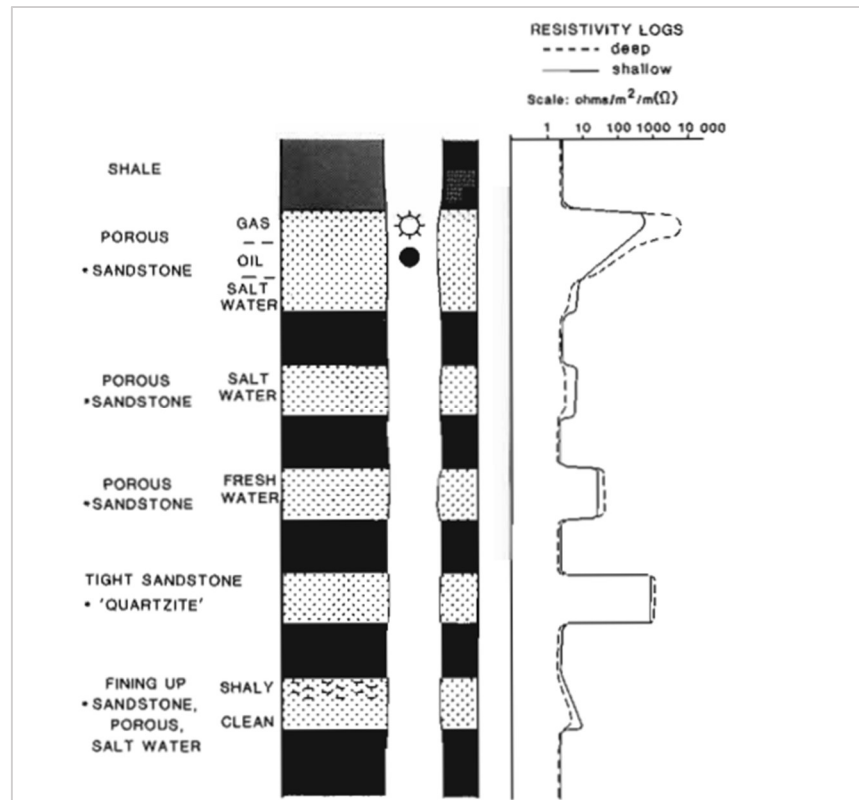 RESISTIVITY LOGS
deep
shallow
Scale: ohms/m²/m(Ω)
1 10 100 1000 10 000
SHALE
GAS
POROUS
• SANDSTONE
OIL
SALT
WATER
POROUS
• SANDSTONE
SALT
WATER
POROUS
• SANDSTONE
FRESH
WATER
TIGHT SANDSTONE
• 'QUARTZITE'
FINING UP
• SANDSTONE,
POROUS,
SALT WATER
SHALY
CLEAN